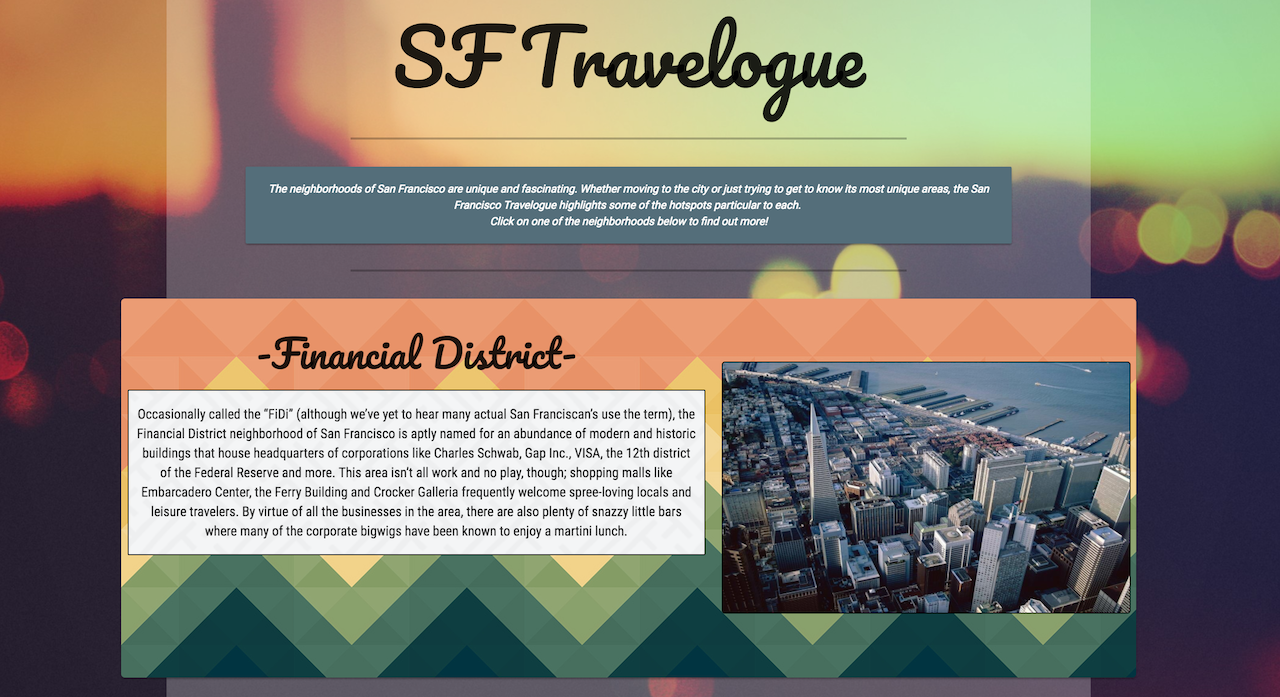 SF Travelogue
The neighborhoods of San Francisco are unique and fascinating. Whether moving to the city or just trying to get to know its most unique areas, the San
Francisco Travelogue highlights some of the hotspots particular to each.
Click on one of the neighborhoods below to find out more!
-Financial District-
Occasionally called the “FiDi” (although we’ve yet to hear many actual San Franciscan’s use the term), the
Financial District neighborhood of San Francisco is aptly named for an abundance of modern and historic
buildings that house headquarters of corporations like Charles Schwab, Gap Inc., VISA, the 12th district
of the Federal Reserve and more. This area isn’t all work and no play, though; shopping malls like
Embarcadero Center, the Ferry Building and Crocker Galleria frequently welcome spree-loving locals and
leisure travelers. By virtue of all the businesses in the area, there are also plenty of snazzy little bars
where many of the corporate bigwigs have been known to enjoy a martini lunch.